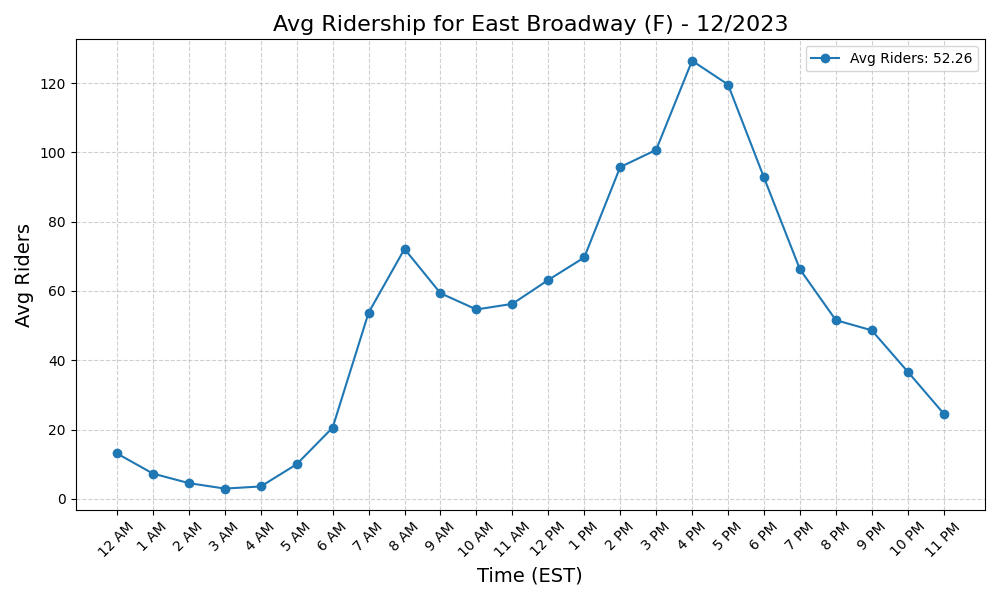 Avg Ridership for East Broadway (F) - 12/2023
Avg Riders: 52.26
Avg Riders
120
100
80
60
40
20
0
12 AM
1 AM
2 AM
3 AM
4 AM
5 AM
6 AM
7 AM
8 AM
9 AM
10 AM
11 AM
12 PM
1 PM
2 PM
3 PM
4 PM
5 PM
6 PM
7 PM
8 PM
9 PM
10 PM
11 PM
Time (EST)